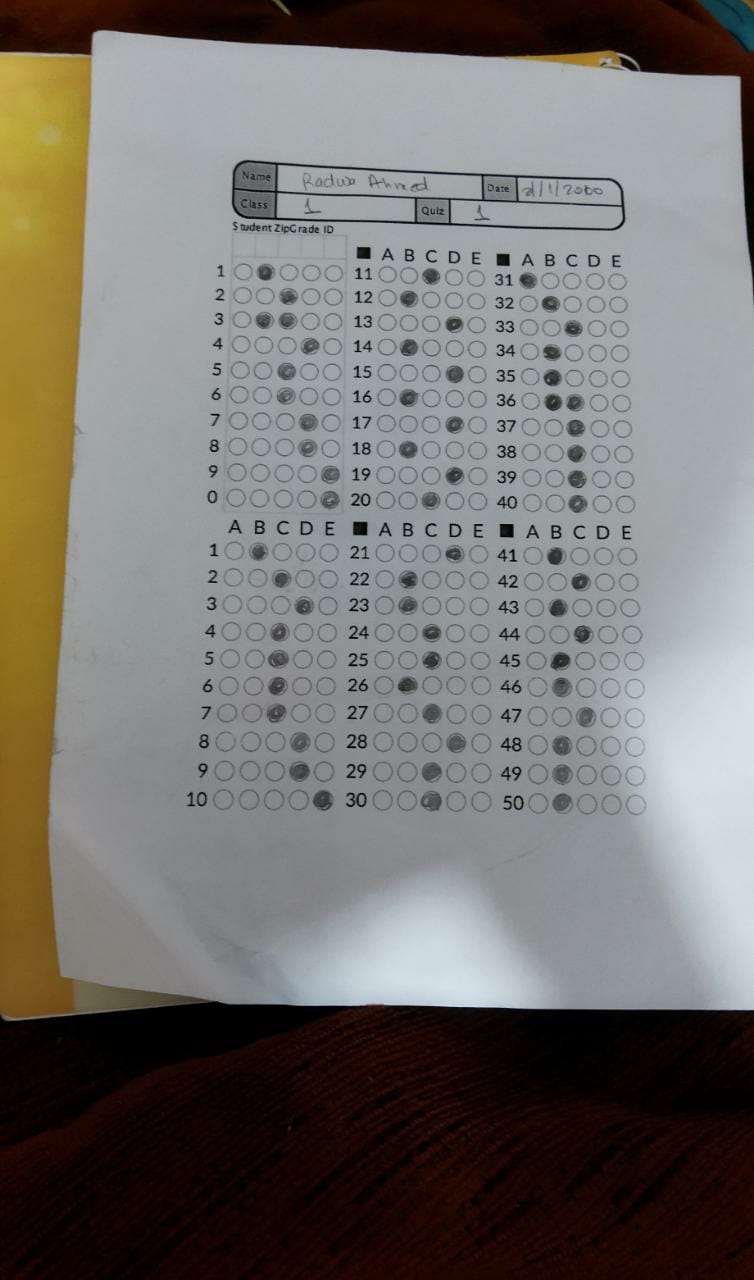 Name Radwa Ahmed Date 2/1/2000
Class 1 Quiz 1
Student ZipGrade ID
A B C D E A B C D E
1 11 31
2 12 32
3 13 33
4 14 34
5 15 35
6 16 36
7 17 37
8 18 38
9 19 39
0 20 40
A B C D E A B C D E A B C D E
1 21 41
2 22 42
3 23 43
4 24 44
5 25 45
6 26 46
7 27 47
8 28 48
9 29 49
10 30 50